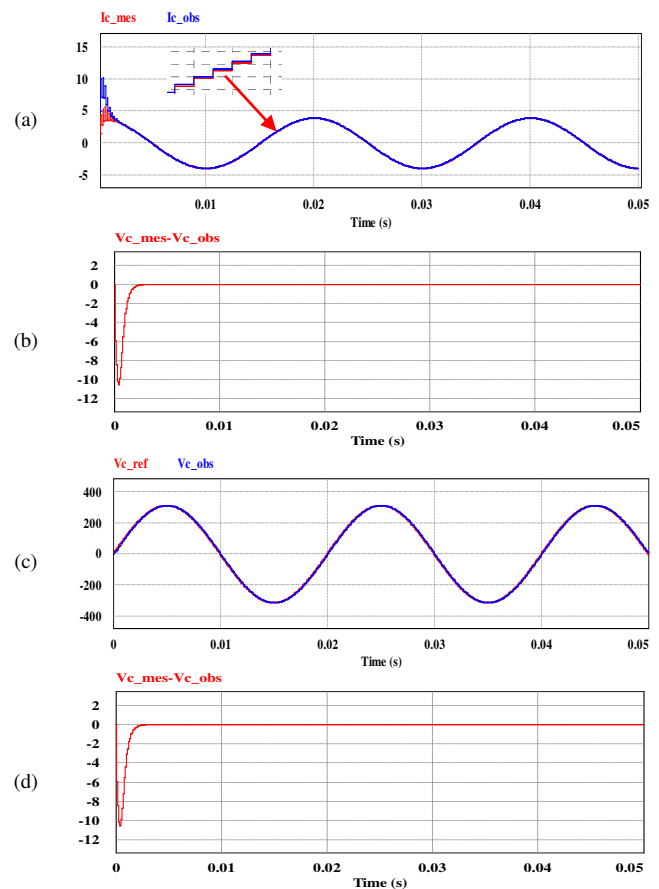 Ic_mes Ic_obs
15
10
5
0
-5
(a)
0.01 0.02 0.03 0.04 0.05
Time (s)
Vc_mes-Vc_obs
2
0
-2
-4
-6
-8
-10
-12
(b)
0 0.01 0.02 0.03 0.04 0.05
Time (s)
Vc_ref Vc_obs
400
200
0
-200
-400
(c)
0 0.01 0.02 0.03 0.04 0.05
Time (s)
Vc_mes-Vc_obs
2
0
-2
-4
-6
-8
-10
-12
(d)
0 0.01 0.02 0.03 0.04 0.05
Time (s)